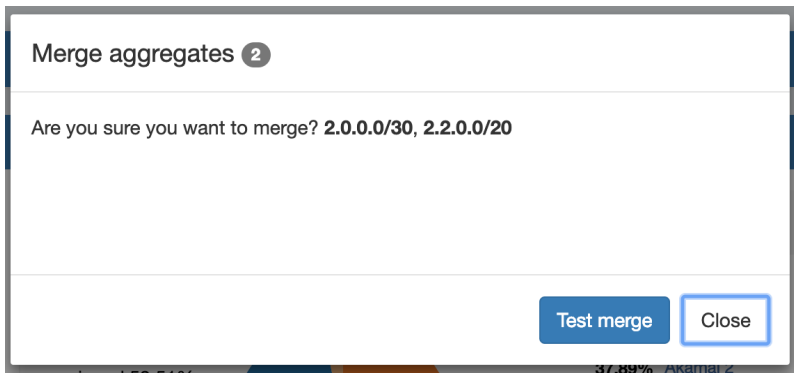 Merge aggregates 2
Are you sure you want to merge? 2.0.0.0/30, 2.2.0.0/20
Test merge Close
37.89% Akamai 2